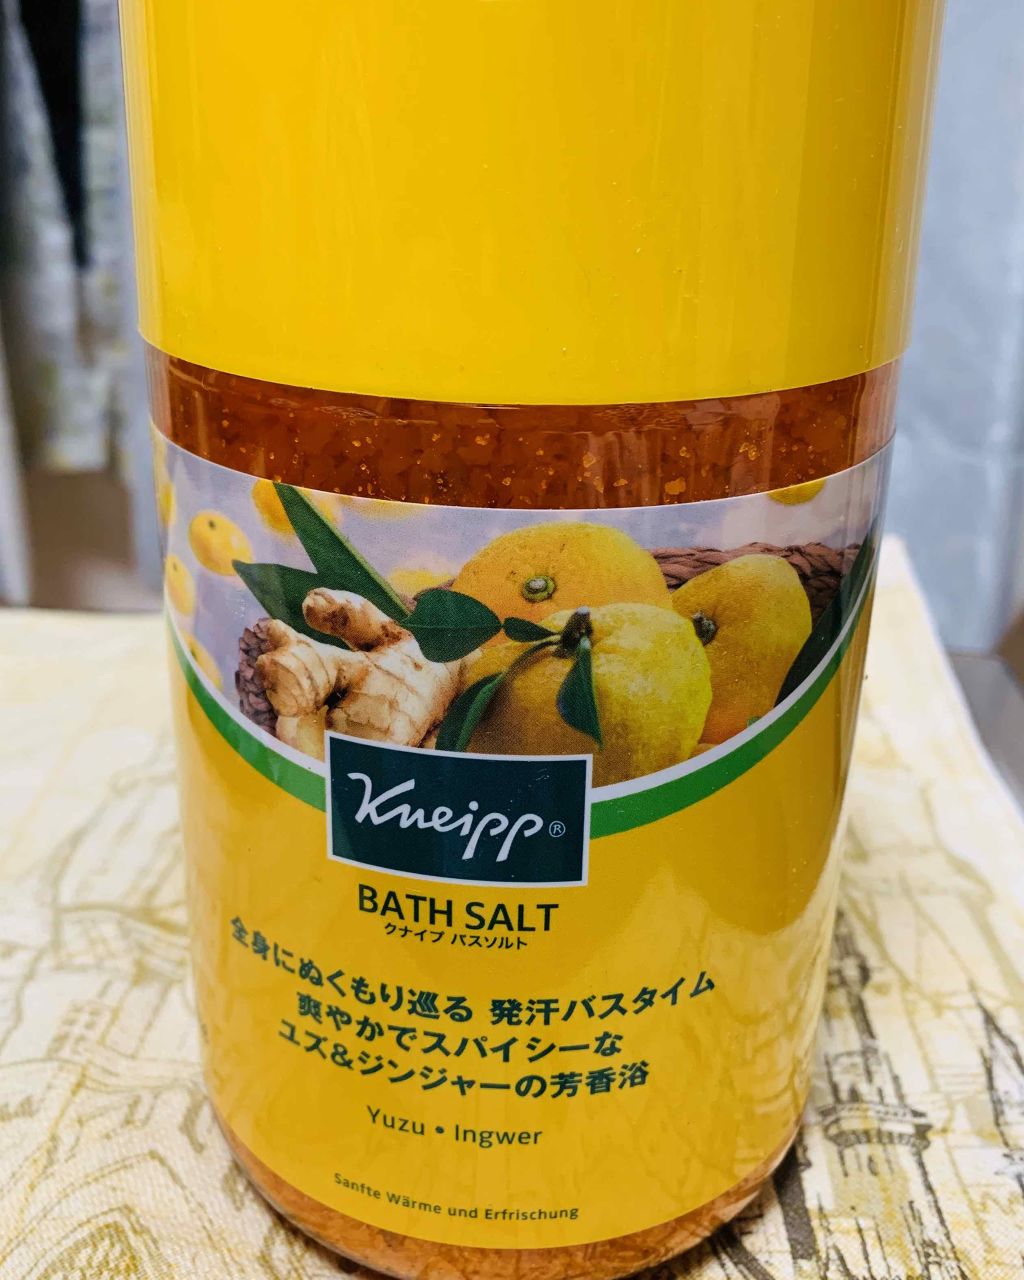 Kneipp®
BATH SALT
クナイプ バスソルト
全身にぬくもり巡る 発汗バスタイム
爽やかでスパイシーな
ユズ&ジンジャーの芳香浴
Yuzu • Ingwer
Sanfte Wärme und Erfrischung